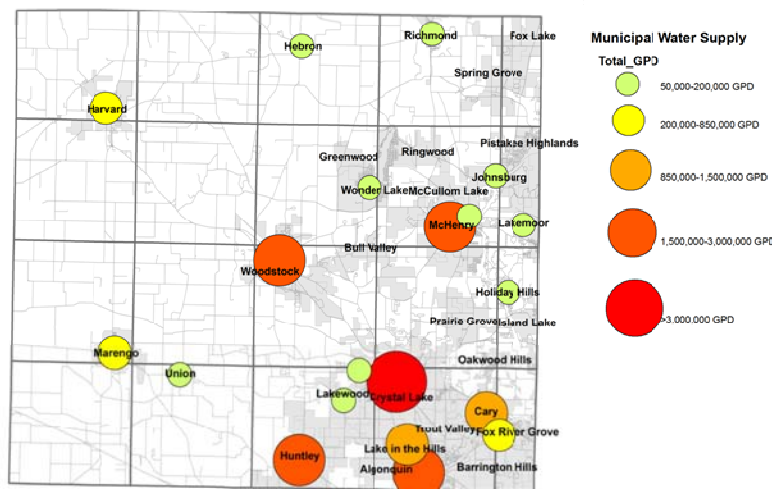 Hebron
Richmond
Fox Lake
Spring Grove
Harvard
Pistakee Highlands
Greenwood
Ringwood
Johnsburg
Wonder Lake
McCullom Lake
McHenry
Lakemoor
Bull Valley
Woodstock
Holiday Hills
Prairie Grove
Island Lake
Marengo
Oakwood Hills
Union
Lakewood
Crystal Lake
Cary
Trout Valley
Fox River Grove
Lake in the Hills
Huntley
Algonquin
Barrington Hills
Municipal Water Supply
Total_GPD
50,000-200,000 GPD
200,000-850,000 GPD
850,000-1,500,000 GPD
1,500,000-3,000,000 GPD
>3,000,000 GPD